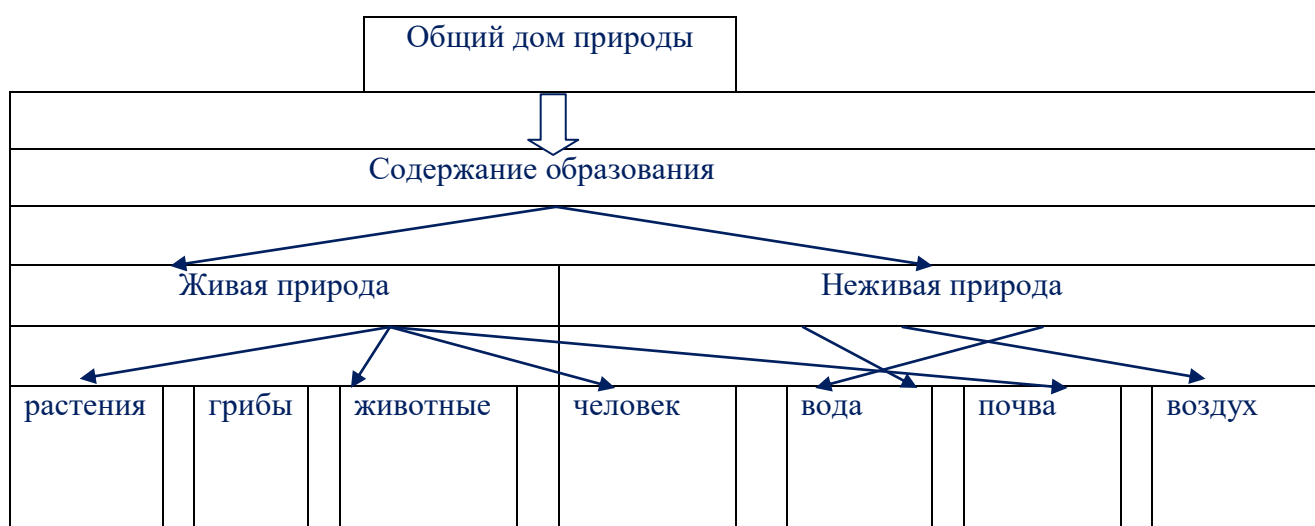 Общий дом природы
Содержание образования
Живая природа
Неживая природа
растения
грибы
животные
человек
вода
почва
воздух